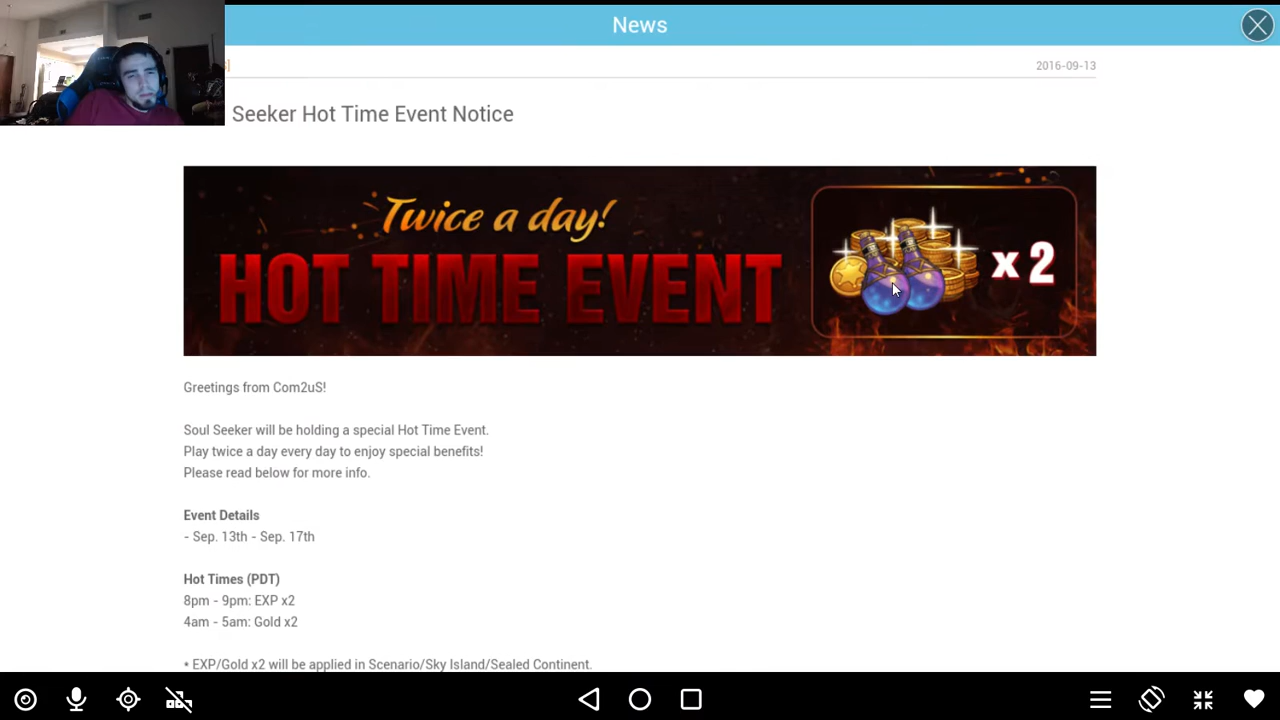 News
s]
2016-09-13
Seeker Hot Time Event Notice
Twice a day!
HOT TIME EVENT
x 2
Greetings from Com2uS!
Soul Seeker will be holding a special Hot Time Event.
Play twice a day every day to enjoy special benefits!
Please read below for more info.
Event Details
- Sep. 13th - Sep. 17th
Hot Times (PDT)
8pm - 9pm: EXP x2
4am - 5am: Gold x2
* EXP/Gold x2 will be applied in Scenario/Sky Island/Sealed Continent.